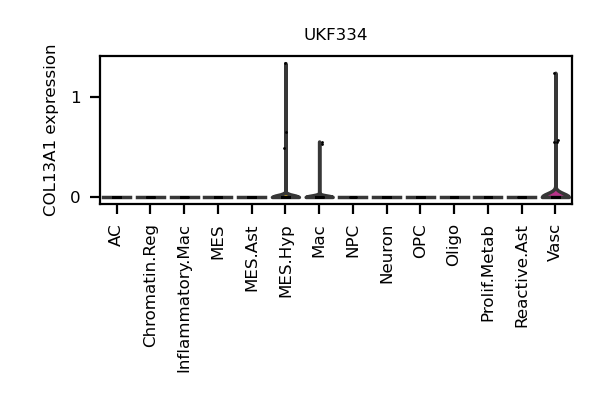 UKF334
COL13A1 expression
1
0
AC
Chromatin.Reg
Inflammatory.Mac
MES
MES.Ast
MES.Hyp
Mac
NPC
Neuron
OPC
Oligo
Prolif.Metab
Reactive.Ast
Vasc